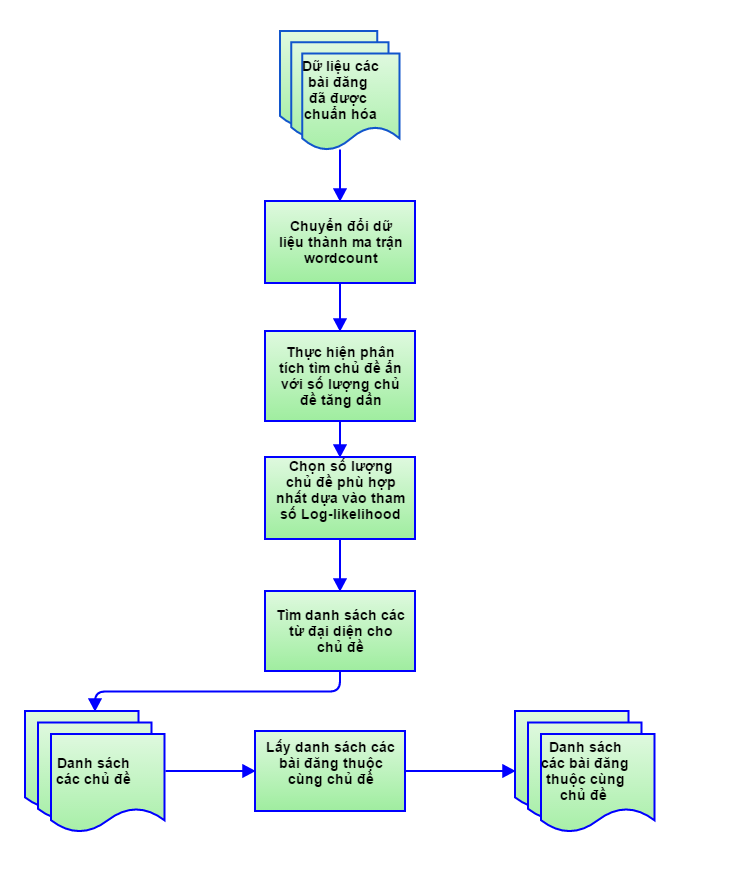 Dữ liệu các
bài đăng
đã được
chuẩn hóa
Chuyển đổi dữ
liệu thành ma trận
wordcount
Thực hiện phân
tích tìm chủ đề ẩn
với số lượng chủ
đề tăng dần
Chọn số lượng
chủ đề phù hợp
nhất dựa vào tham
số Log-likelihood
Tìm danh sách các
từ đại diện cho
chủ đề
Danh sách
các chủ đề
Lấy danh sách các
bài đăng thuộc
cùng chủ đề
Danh sách
các bài đăng
thuộc cùng
chủ đề